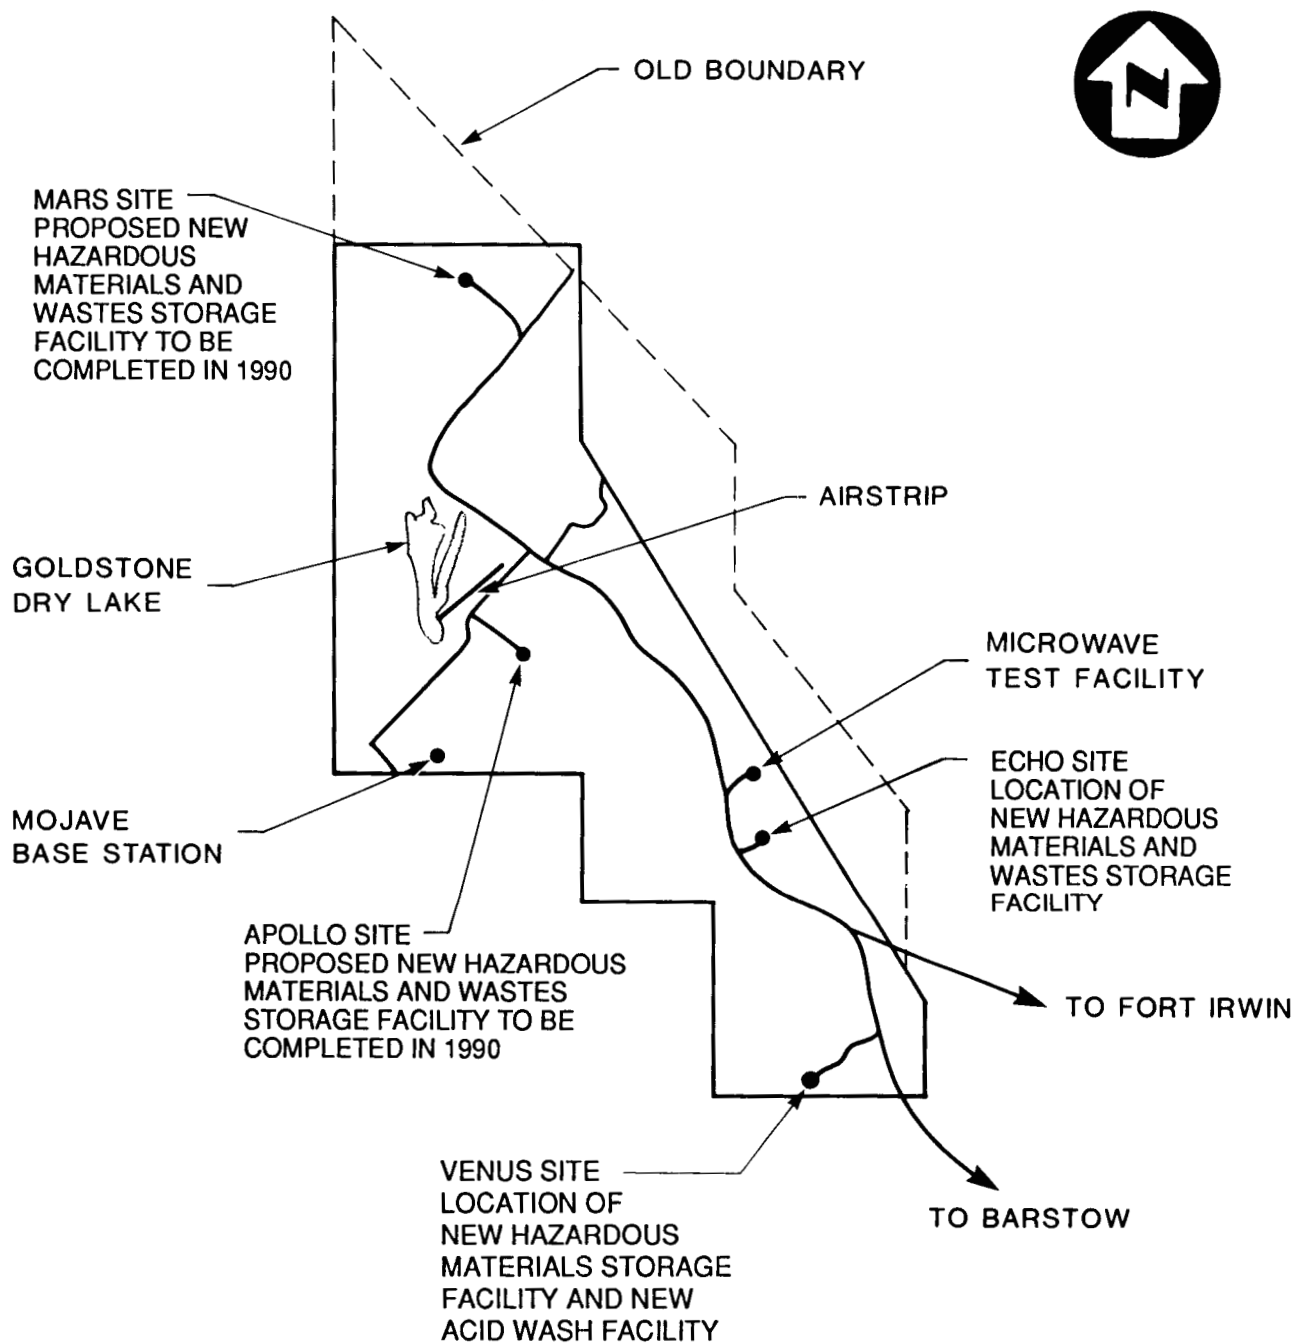 OLD BOUNDARY
N
MARS SITE
PROPOSED NEW
HAZARDOUS
MATERIALS AND
WASTES STORAGE
FACILITY TO BE
COMPLETED IN 1990
AIRSTRIP
GOLDSTONE
DRY LAKE
MICROWAVE
TEST FACILITY
ECHO SITE
LOCATION OF
NEW HAZARDOUS
MATERIALS AND
WASTES STORAGE
FACILITY
MOJAVE
BASE STATION
APOLLO SITE
PROPOSED NEW HAZARDOUS
MATERIALS AND WASTES
STORAGE FACILITY TO BE
COMPLETED IN 1990
TO FORT IRWIN
VENUS SITE
LOCATION OF
NEW HAZARDOUS
MATERIALS STORAGE
FACILITY AND NEW
ACID WASH FACILITY
TO BARSTOW